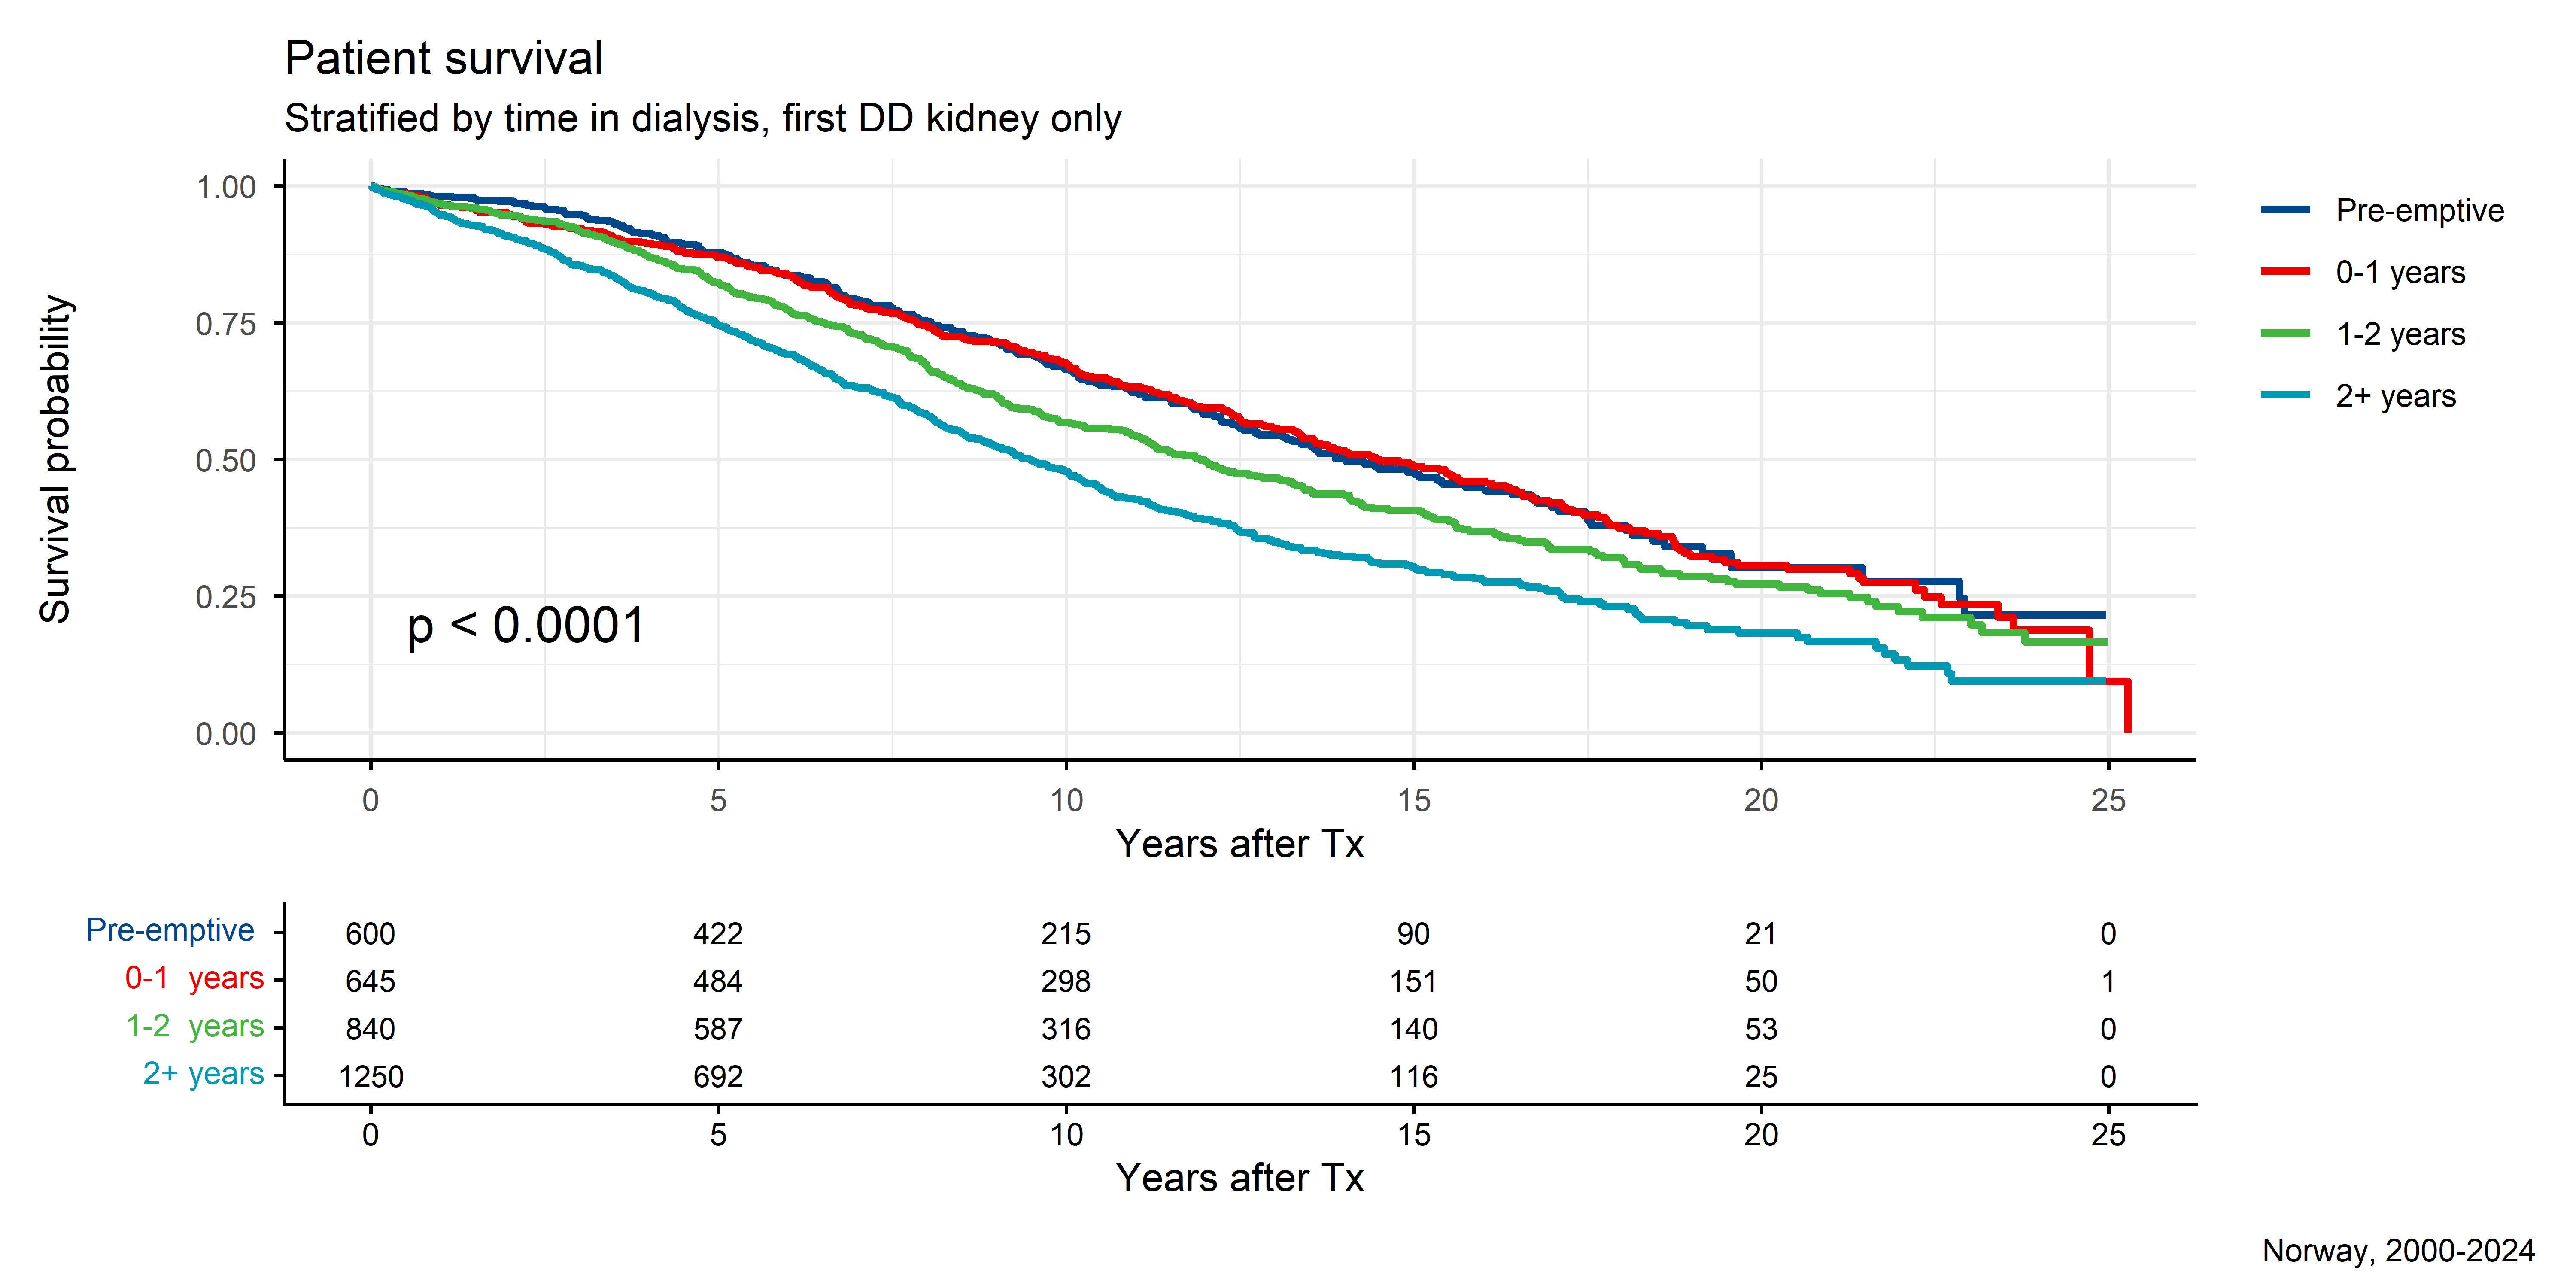 Patient survival
Stratified by time in dialysis, first DD kidney only
Survival probability
1.00
0.75
0.50
0.25
0.00
p < 0.0001
0 5 10 15 20 25
Years after Tx
Pre-emptive
0-1 years
1-2 years
2+ years
Pre-emptive 600 422 215 90 21 0
0-1 years 645 484 298 151 50 1
1-2 years 840 587 316 140 53 0
2+ years 1250 692 302 116 25 0
0 5 10 15 20 25
Years after Tx
Norway, 2000-2024